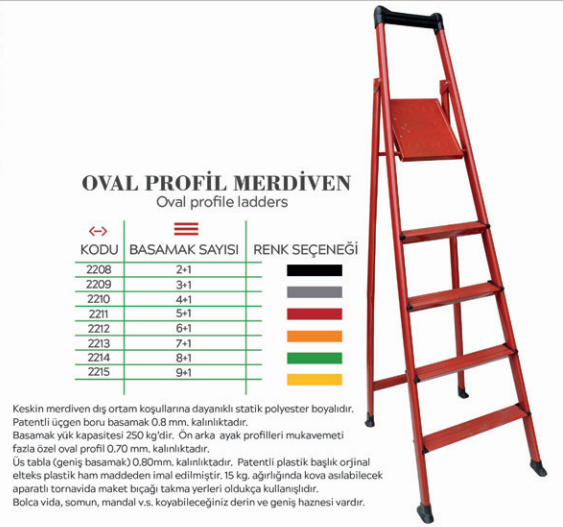 OVAL PROFİL MERDİVEN
Oval profile ladders
KODU BASAMAK SAYISI RENK SEÇENEĞİ
2208 2+1
2209 3+1
2210 4+1
2211 5+1
2212 6+1
2213 7+1
2214 8+1
2215 9+1
Keskin merdiven dış ortam koşullarına dayanıklı statik polyester boyalıdır.
Patentli üçgen boru basamak 0.8 mm. kalınlıktadır.
Basamak yük kapasitesi 250 kg'dir. Ön arka ayak profilleri mukavemeti
fazla özel oval profil 0,70 mm. kalınlıktadır.
Üs tabla (geniş basamak) 0.80mm. kalınlıktadır. Patentli plastik başlık orjinal
elteks plastik ham maddeden imal edilmiştir. 15 kg. ağırlığında kova asılabilecek
aparatlı tornavida maket bıçağı takma yerleri oldukça kullanışlıdır.
Bolca vida, somun, mandal v.s. koyabileceğiniz derin ve geniş haznesi vardır.